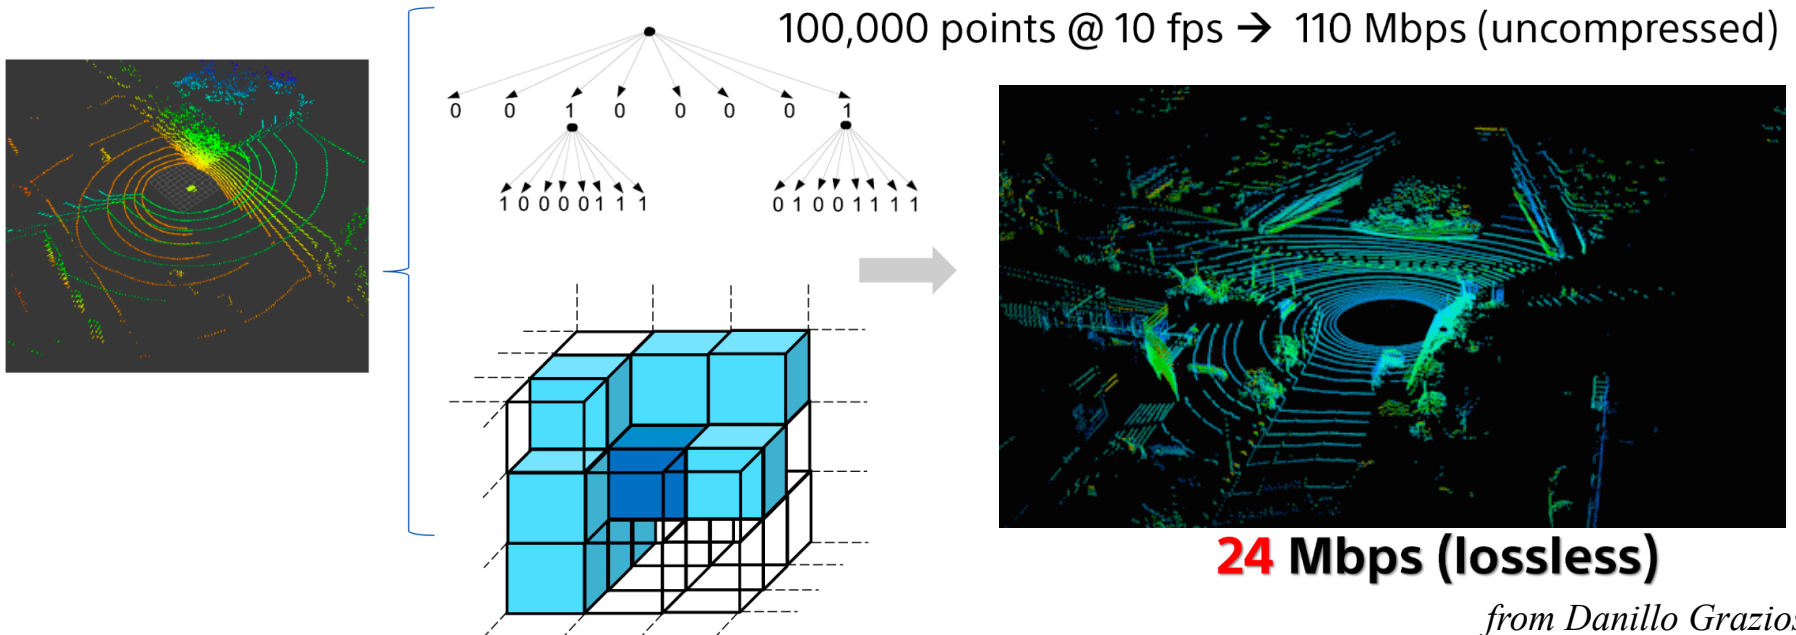 100,000 points @ 10 fps → 110 Mbps (uncompressed)
0 0 1 0 0 0 0 1
1 0 0 0 0 1 1 1
0 1 0 0 1 1 1 1
24 Mbps (lossless)
from Danillo